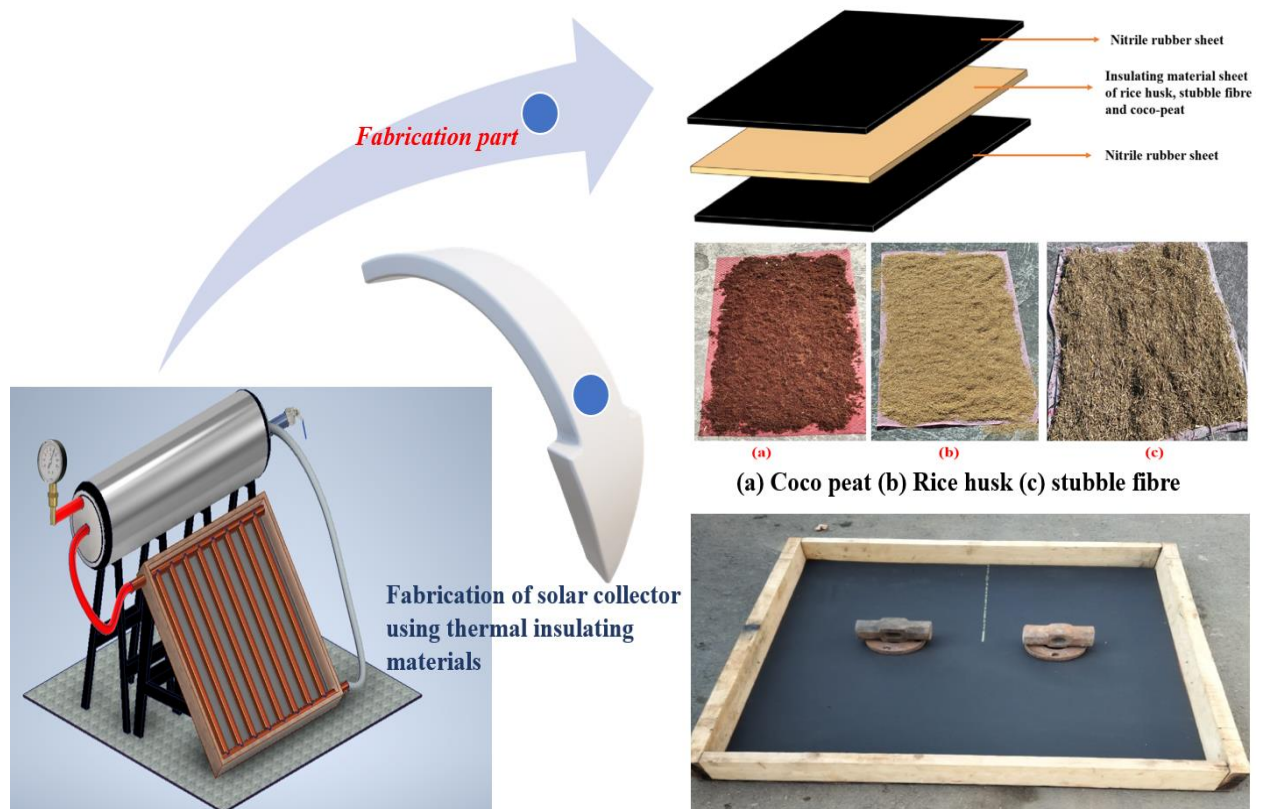 Nitrile rubber sheet
Insulating material sheet
of rice husk, stubble fibre
and coco-peat
Nitrile rubber sheet
Fabrication part
(a)
(b)
(c)
(a) Coco peat (b) Rice husk (c) stubble fibre
Fabrication of solar collector
using thermal insulating
materials